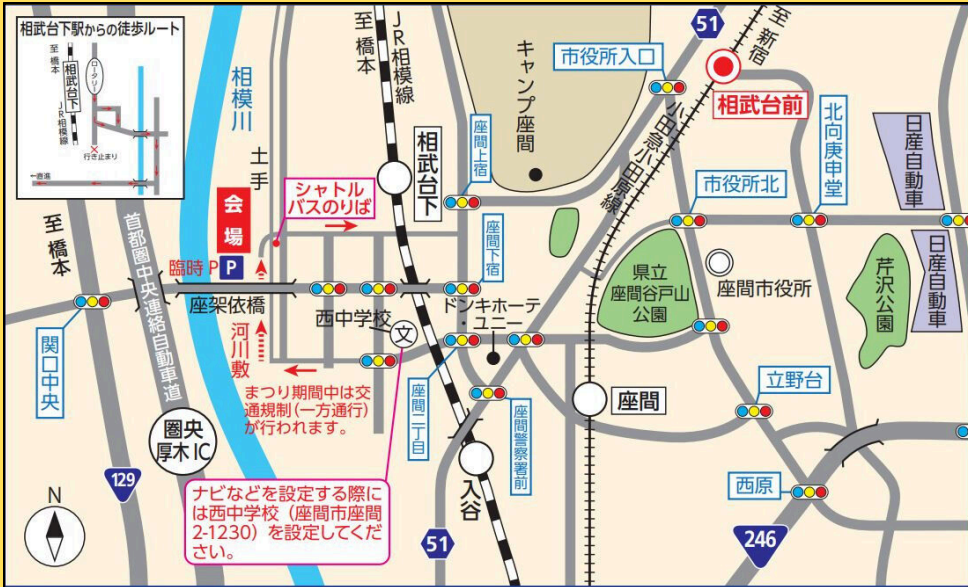 相武台下駅からの徒歩ルート
至橋本
相武台下
JR相模線
ロータリー
行き止まり
←直進
相模川
土手
至橋本
JR相模線
相武台下
キャンプ座間
51
市役所入口
至新宿
相武台前
小田急小田原線
北向庚申堂
日産自動車
日産自動車
芹沢公園
市役所北
座間市役所
県立
座間谷戸山
公園
座間上宿
座間下宿
シャトル
バスのりば
会場
臨時P P
座架依橋
河川敷
西中学校
文
ドンキホーテ
・ユニー
至橋本
首都圏中央連絡自動車道
関口中央
圏央
厚木IC
129
まつり期間中は交
通規制(一方通行)
が行われます。
座間二丁目
座間警察署前
座間
立野台
西原
246
入谷
51
ナビなどを設定する際に
は西中学校(座間市座間
2-1230)を設定してくだ
さい。
N